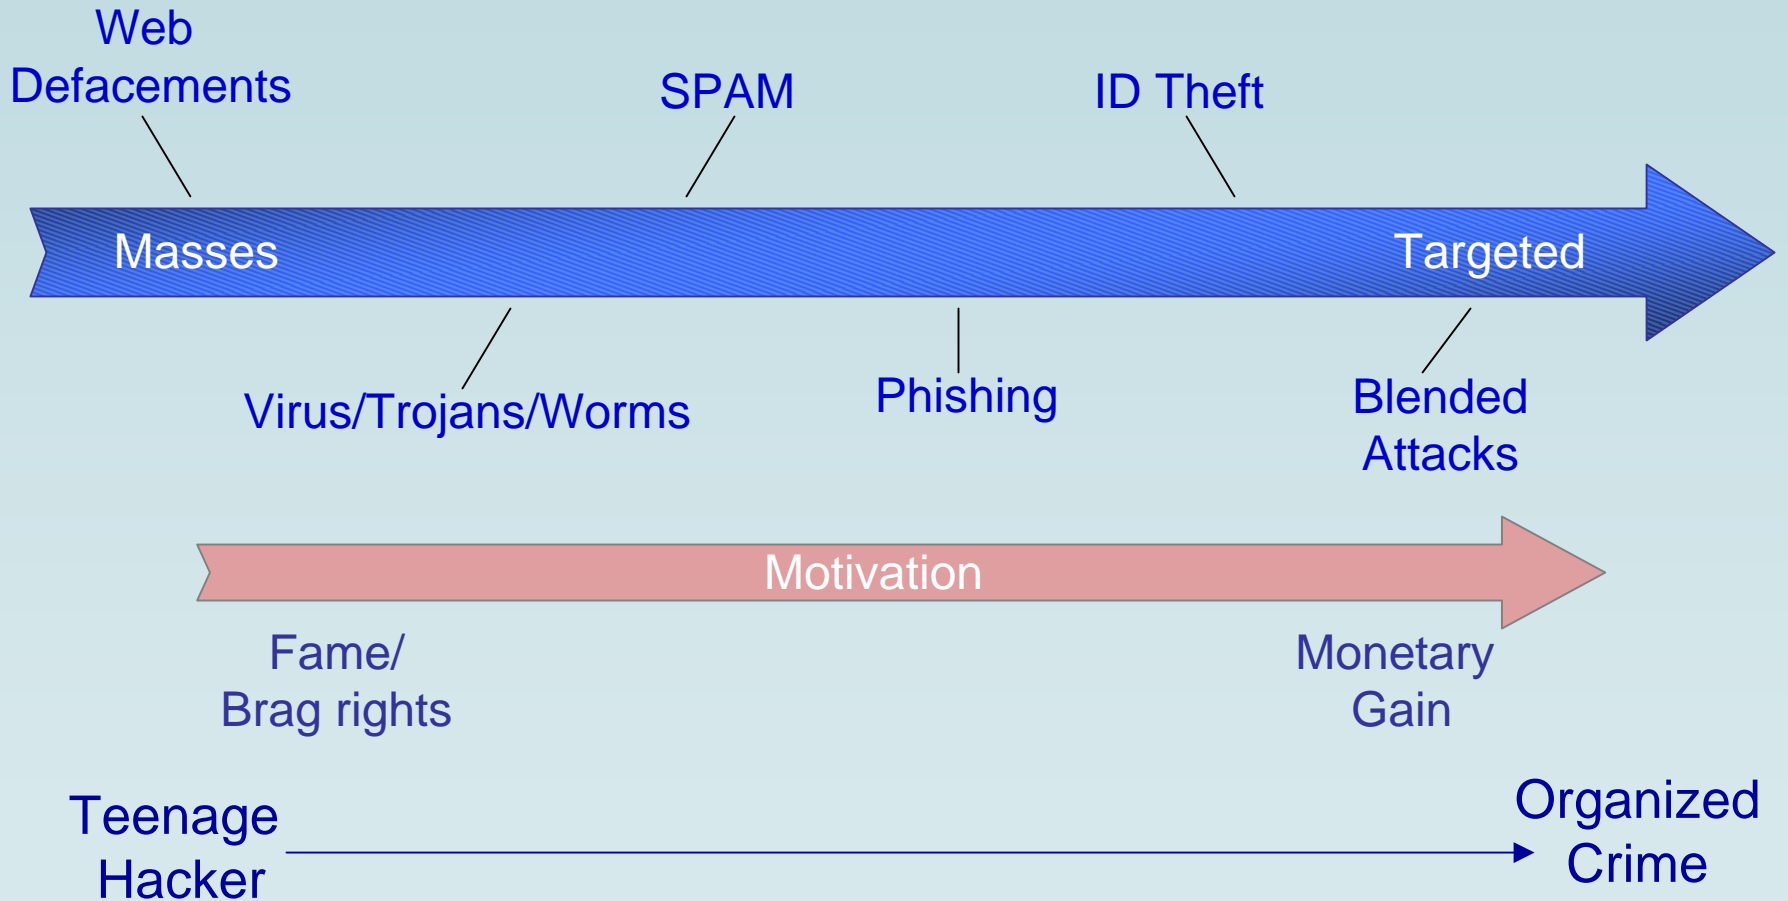 Web
Defacements
SPAM
ID Theft
Masses
Targeted
Virus/Trojans/Worms
Phishing
Blended
Attacks
Motivation
Fame/
Brag rights
Monetary
Gain
Teenage
Hacker
Organized
Crime